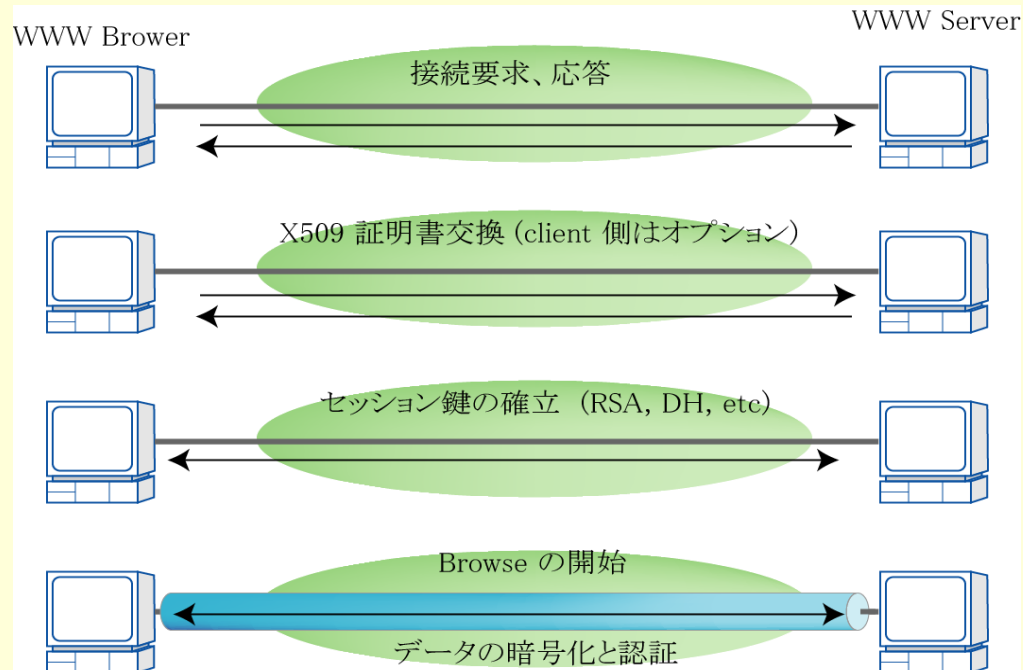 WWW Brower
WWW Server
接続要求、応答
X509 証明書交換 (client 側はオプション)
セッション鍵の確立 (RSA, DH, etc)
Browse の開始
データの暗号化と認証